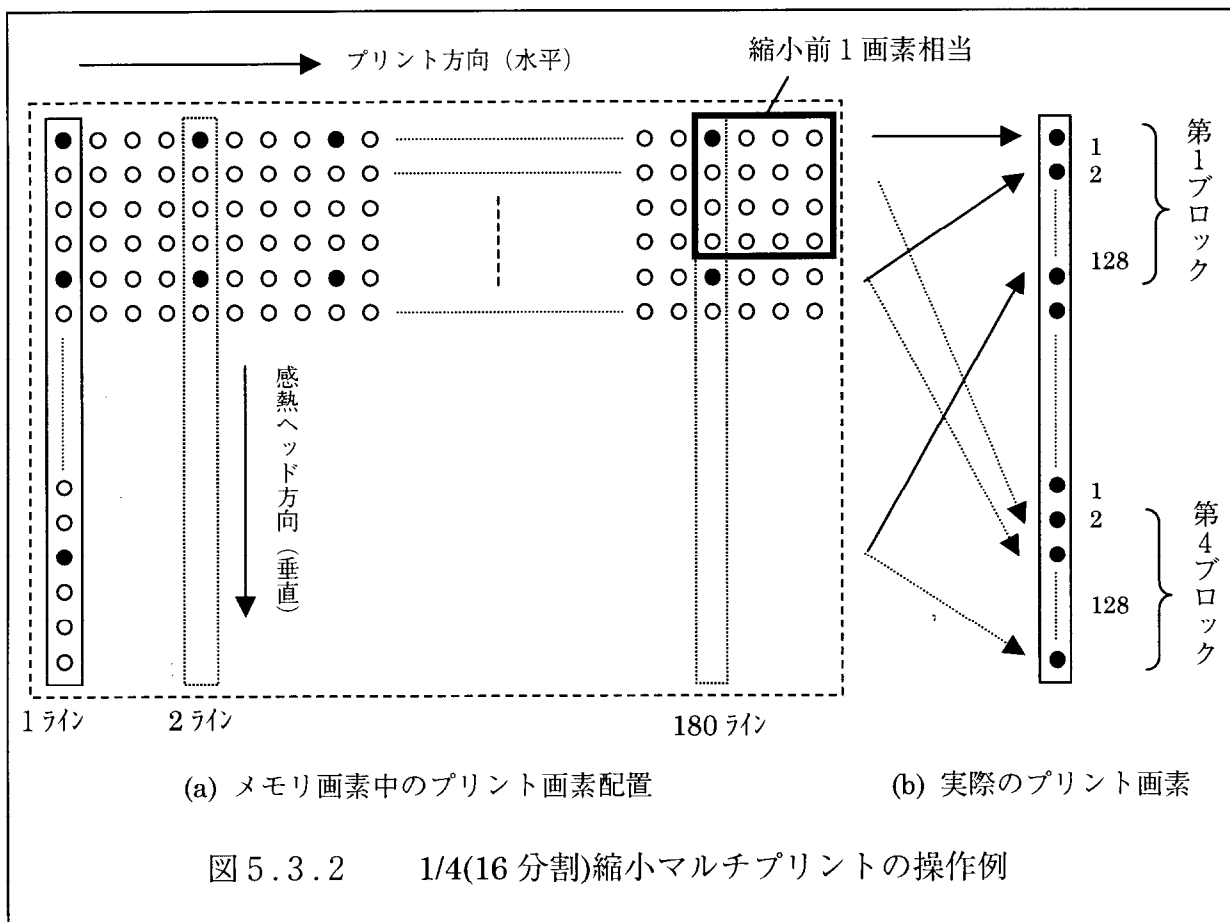 プリント方向（水平）
縮小前1画素相当
感熱ヘッド方向（垂直）
1
2
128
第1ブロック
1
2
128
第4ブロック
1ライン
2ライン
180ライン
(a) メモリ画素中のプリント画素配置
(b) 実際のプリント画素
図5.3.2 1/4(16分割)縮小マルチプリントの操作例